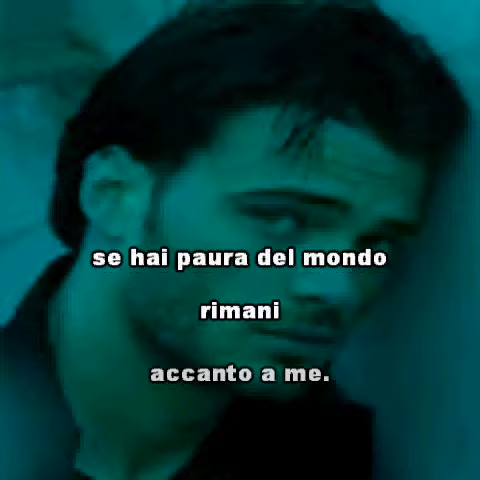 se hai paura del mondo
rimani
accanto a me.